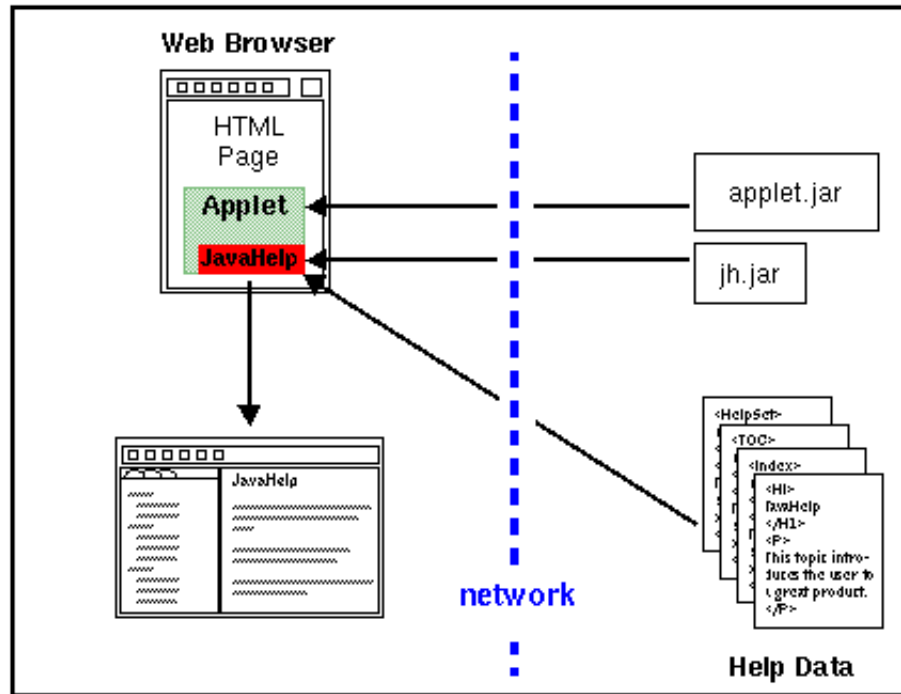 Web Browser
HTML
Page
Applet
JavaHelp
applet.jar
jh.jar
JavaHelp
network
<HelpSet>
<TOC>
<Index>
<H1>
JavaHelp
</H1>
<P>
This topic intro-
duces the user to
a great product.
</P>
Help Data